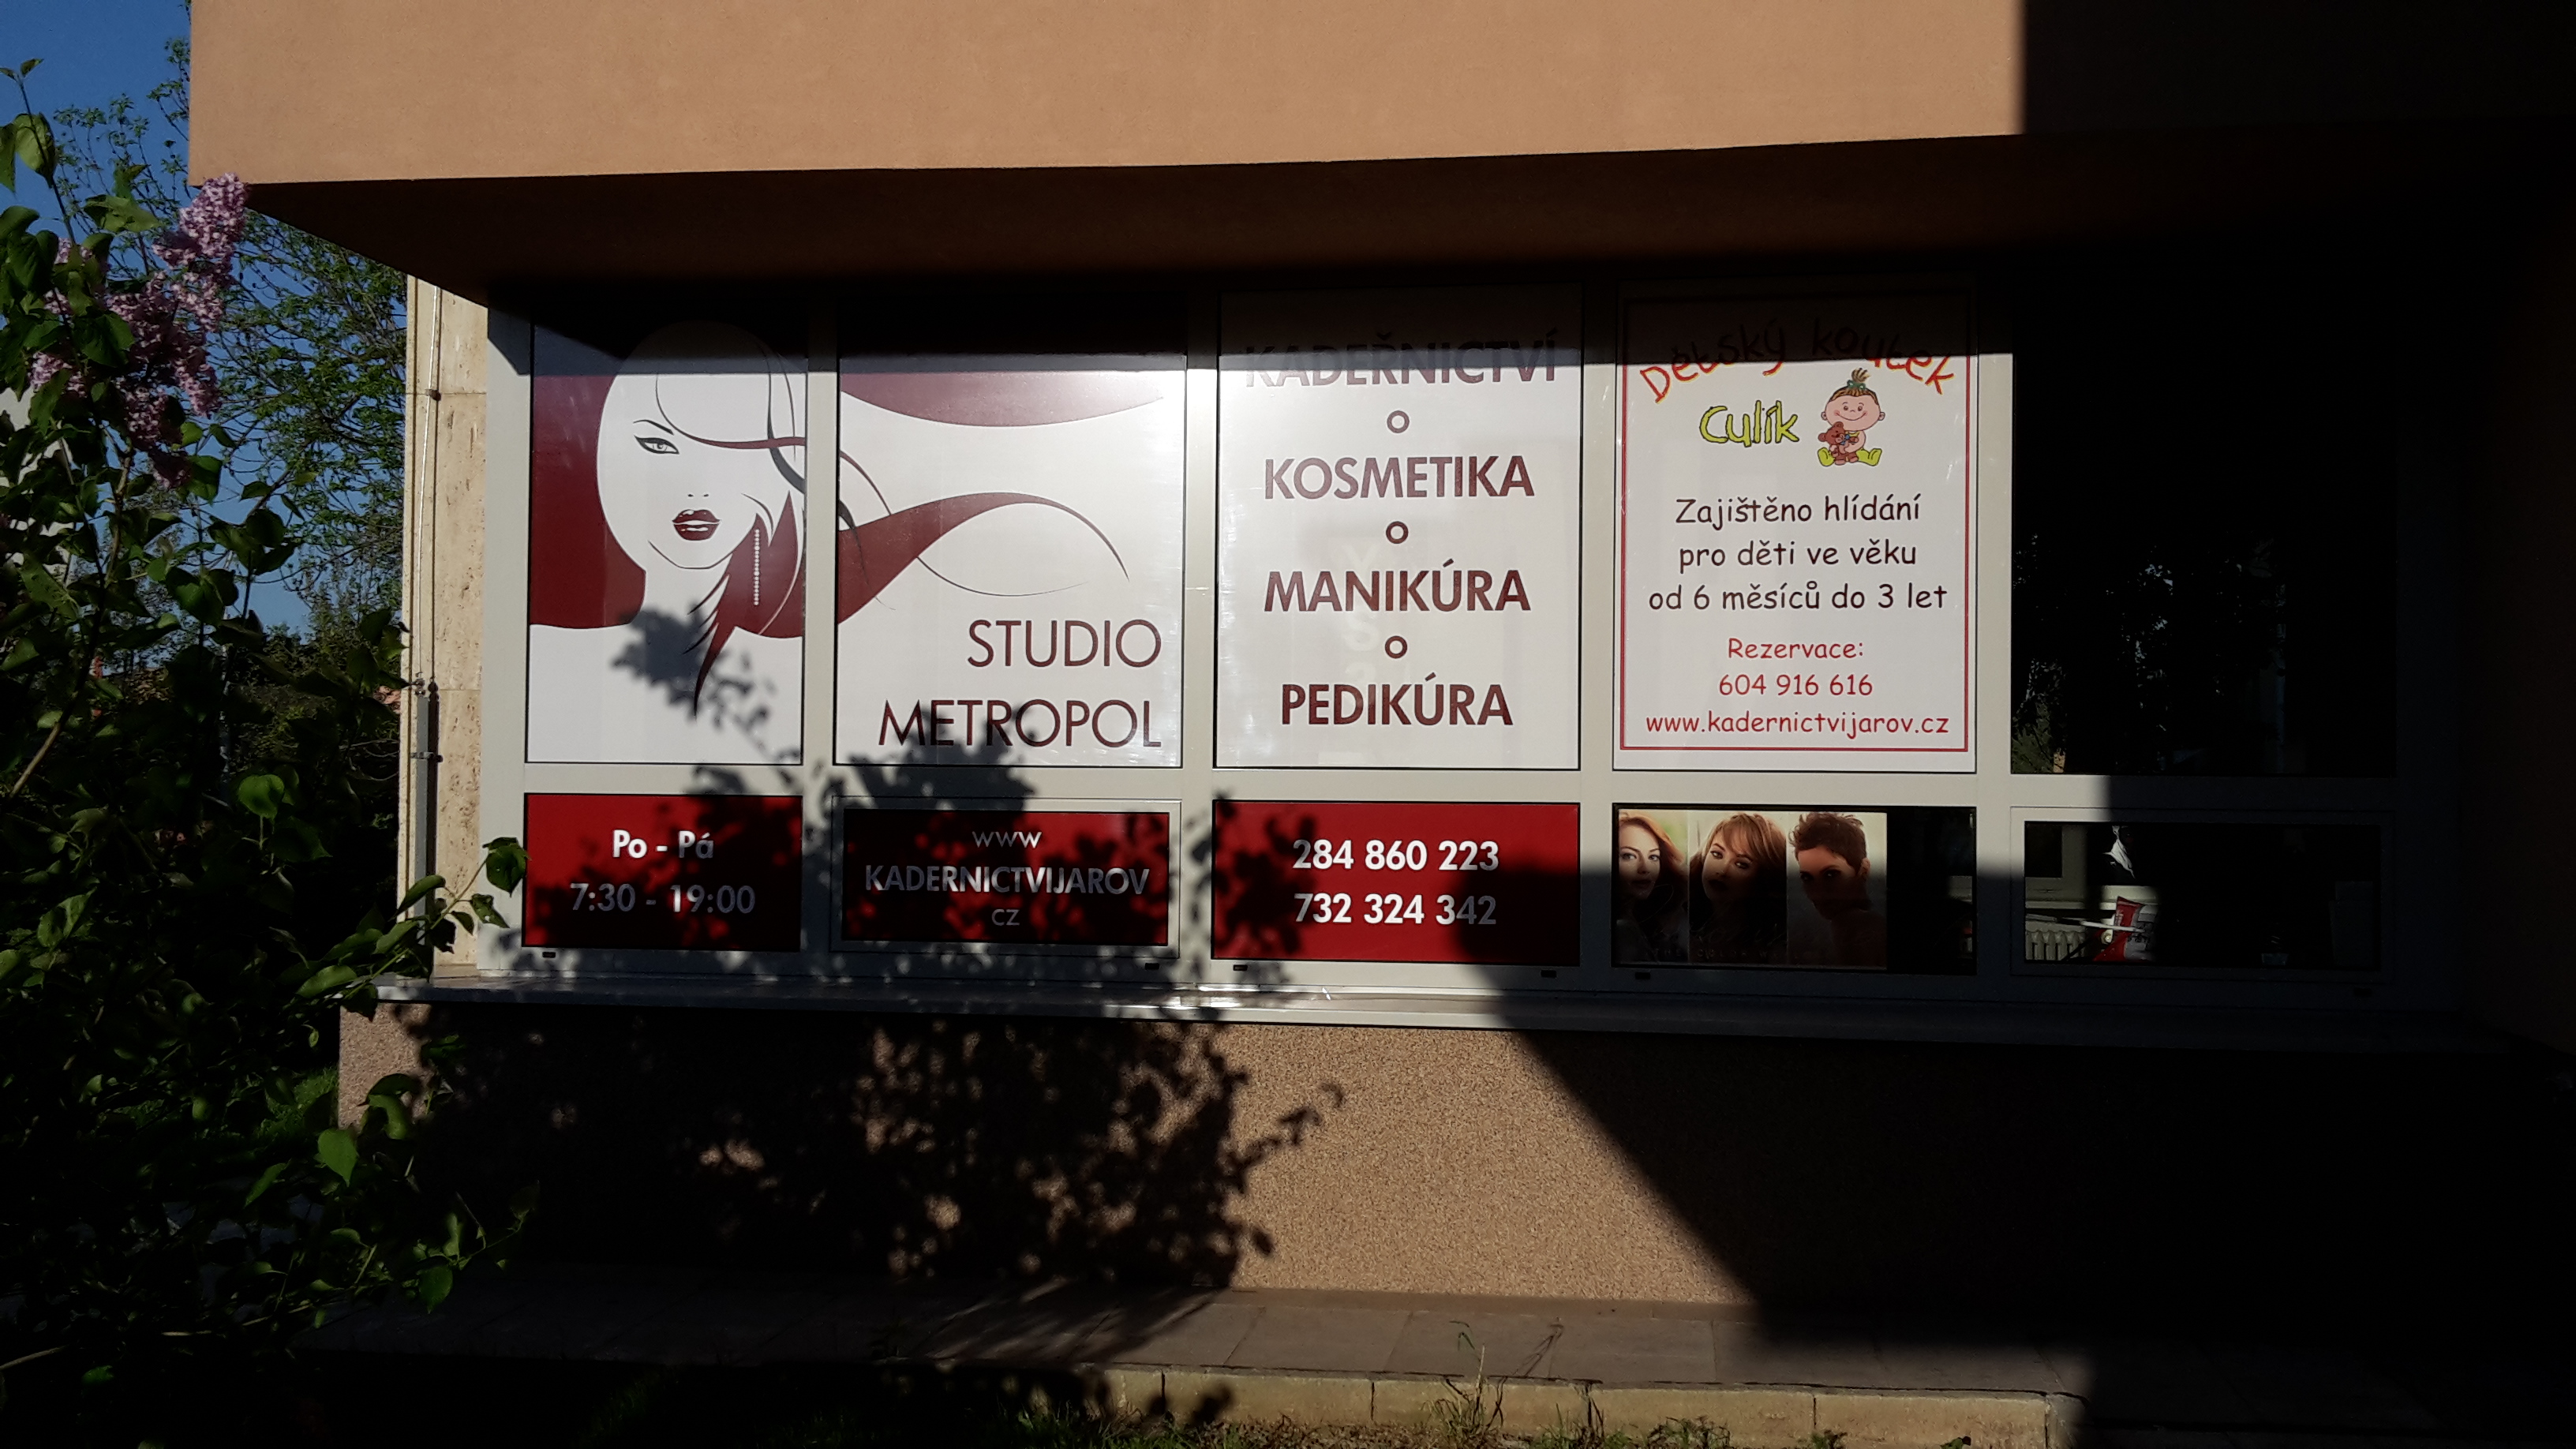 STUDIO
METROPOL
KADEŘNICTVÍ
KOSMETIKA
MANIKÚRA
PEDIKÚRA
Dětský koutek
Culík
Zajištěno hlídání
pro děti ve věku
od 6 měsíců do 3 let
Rezervace:
604 916 616
www.kadernictvijarov.cz
Po - Pá
7:30 - 19:00
www
KADERNICTVIJAROV
CZ
284 860 223
732 324 342